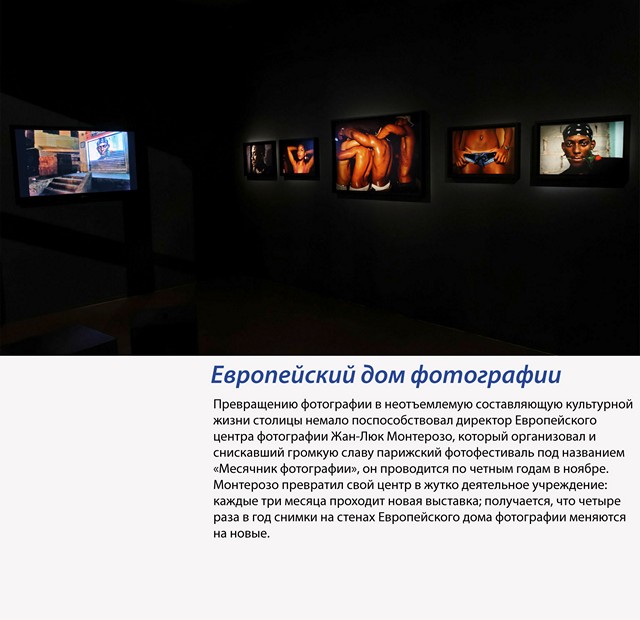 Европейский дом фотографии
Превращению фотографии в неотъемлемую составляющую культурной
жизни столицы немало поспособствовал директор Европейского
центра фотографии Жан-Люк Монтерозо, который организовал и
снискавший громкую славу парижский фотофестиваль под названием
«Месячник фотографии», он проводится по четным годам в ноябре.
Монтерозо превратил свой центр в жутко деятельное учреждение:
каждые три месяца проходит новая выставка; получается, что четыре
раза в год снимки на стенах Европейского дома фотографии меняются
на новые.